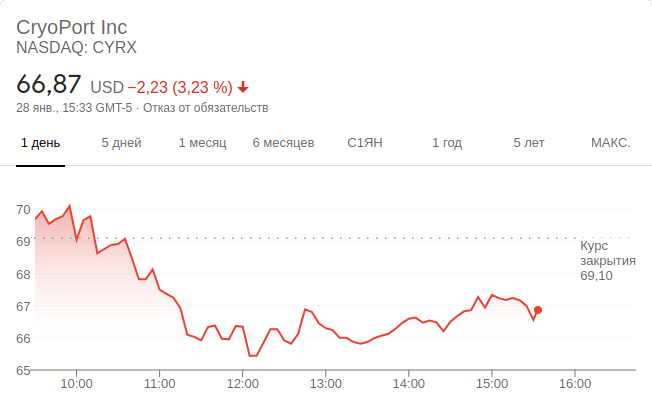 CryoPort Inc
NASDAQ: CYRX
66,87 USD −2,23 (3,23 %) ↓
28 янв., 15:33 GMT-5 · Отказ от обязательств
1 день 5 дней 1 месяц 6 месяцев С1ЯН 1 год 5 лет МАКС.
70
69
Курс
закрытия
69,10
68
67
66
65
10:00 11:00 12:00 13:00 14:00 15:00 16:00